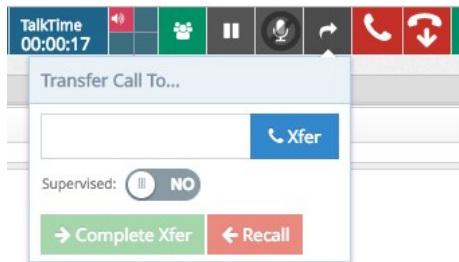 TalkTime
00:00:17
Transfer Call To...
Xfer
Supervised: NO
Complete Xfer Recall